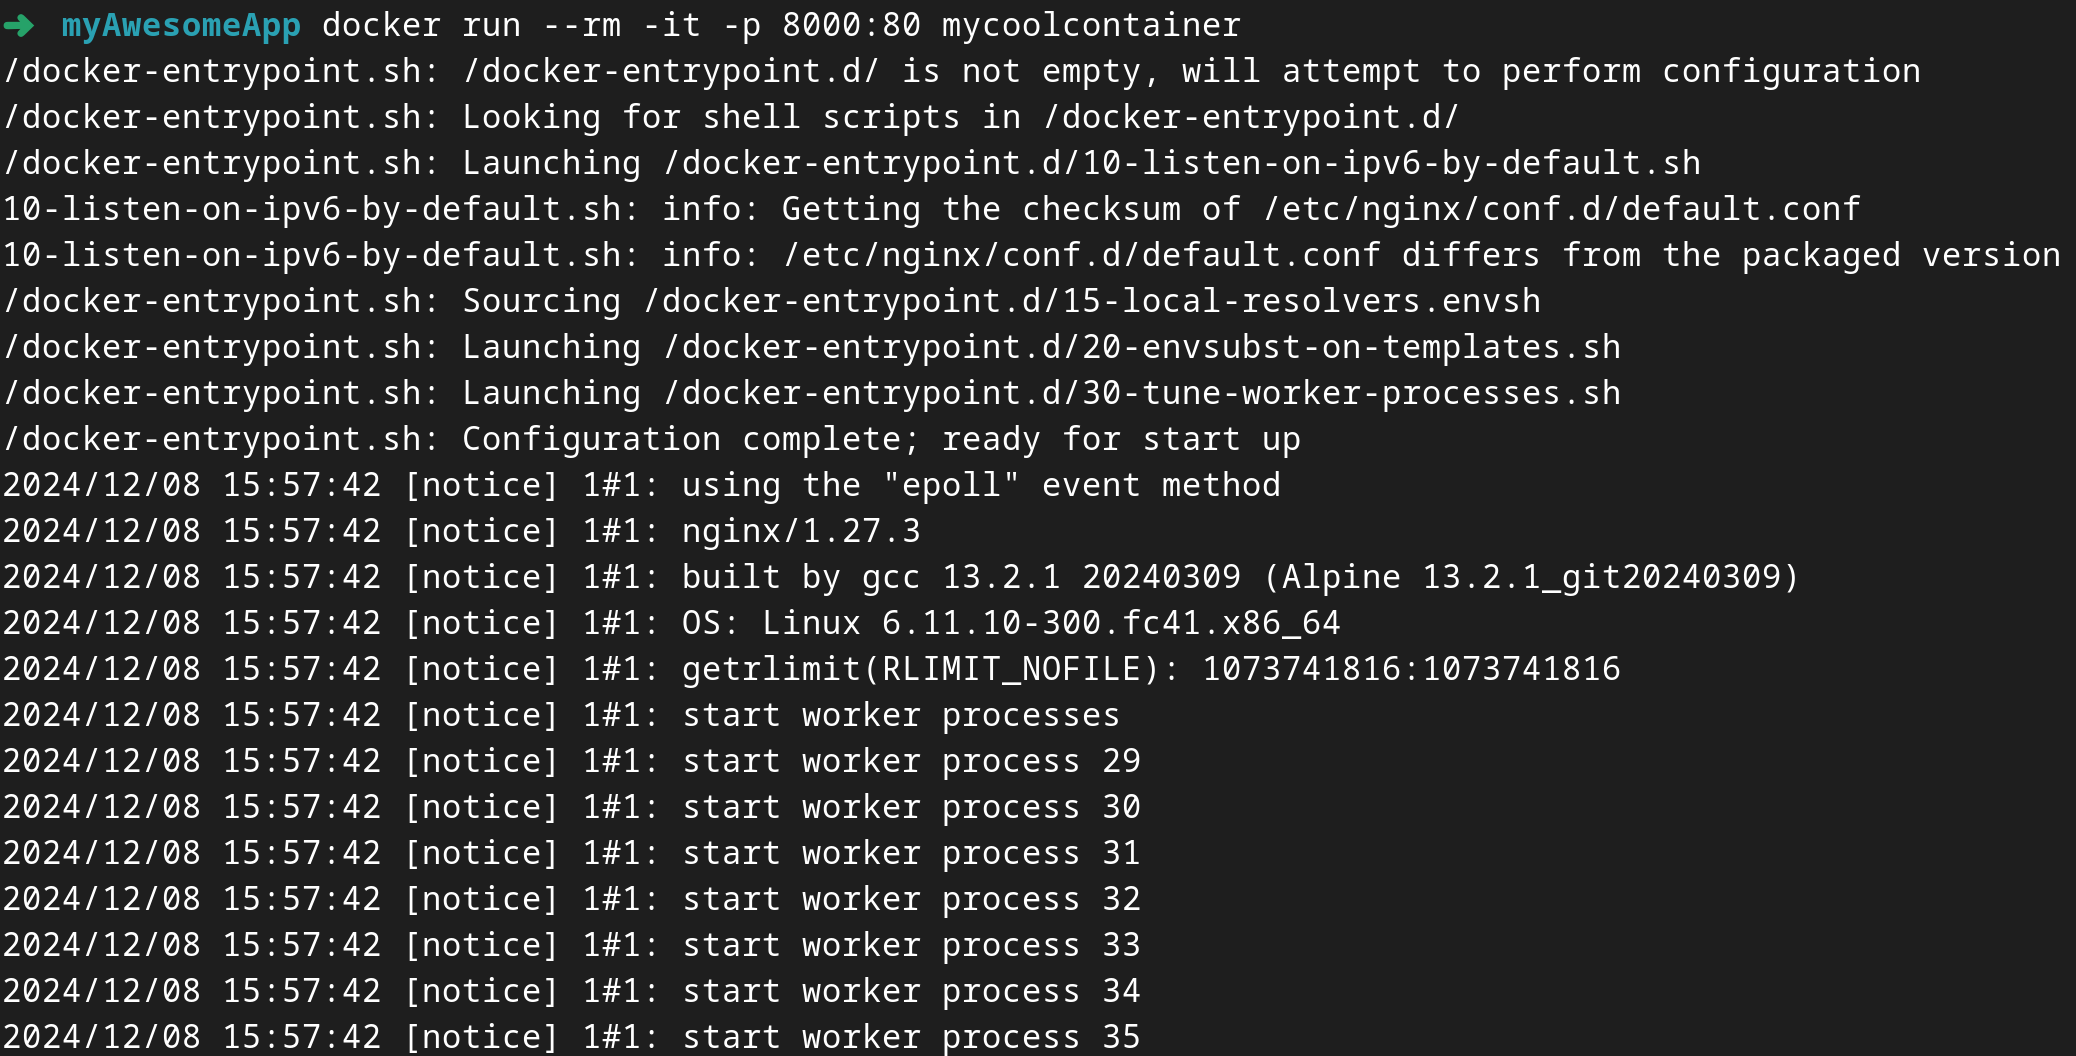 ➜ myAwesomeApp docker run --rm -it -p 8000:80 mycoolcontainer
/docker-entrypoint.sh: /docker-entrypoint.d/ is not empty, will attempt to perform configuration
/docker-entrypoint.sh: Looking for shell scripts in /docker-entrypoint.d/
/docker-entrypoint.sh: Launching /docker-entrypoint.d/10-listen-on-ipv6-by-default.sh
10-listen-on-ipv6-by-default.sh: info: Getting the checksum of /etc/nginx/conf.d/default.conf
10-listen-on-ipv6-by-default.sh: info: /etc/nginx/conf.d/default.conf differs from the packaged version
/docker-entrypoint.sh: Sourcing /docker-entrypoint.d/15-local-resolvers.envsh
/docker-entrypoint.sh: Launching /docker-entrypoint.d/20-envsubst-on-templates.sh
/docker-entrypoint.sh: Launching /docker-entrypoint.d/30-tune-worker-processes.sh
/docker-entrypoint.sh: Configuration complete; ready for start up
2024/12/08 15:57:42 [notice] 1#1: using the "epoll" event method
2024/12/08 15:57:42 [notice] 1#1: nginx/1.27.3
2024/12/08 15:57:42 [notice] 1#1: built by gcc 13.2.1 20240309 (Alpine 13.2.1_git20240309)
2024/12/08 15:57:42 [notice] 1#1: OS: Linux 6.11.10-300.fc41.x86_64
2024/12/08 15:57:42 [notice] 1#1: getrlimit(RLIMIT_NOFILE): 1073741816:1073741816
2024/12/08 15:57:42 [notice] 1#1: start worker processes
2024/12/08 15:57:42 [notice] 1#1: start worker process 29
2024/12/08 15:57:42 [notice] 1#1: start worker process 30
2024/12/08 15:57:42 [notice] 1#1: start worker process 31
2024/12/08 15:57:42 [notice] 1#1: start worker process 32
2024/12/08 15:57:42 [notice] 1#1: start worker process 33
2024/12/08 15:57:42 [notice] 1#1: start worker process 34
2024/12/08 15:57:42 [notice] 1#1: start worker process 35